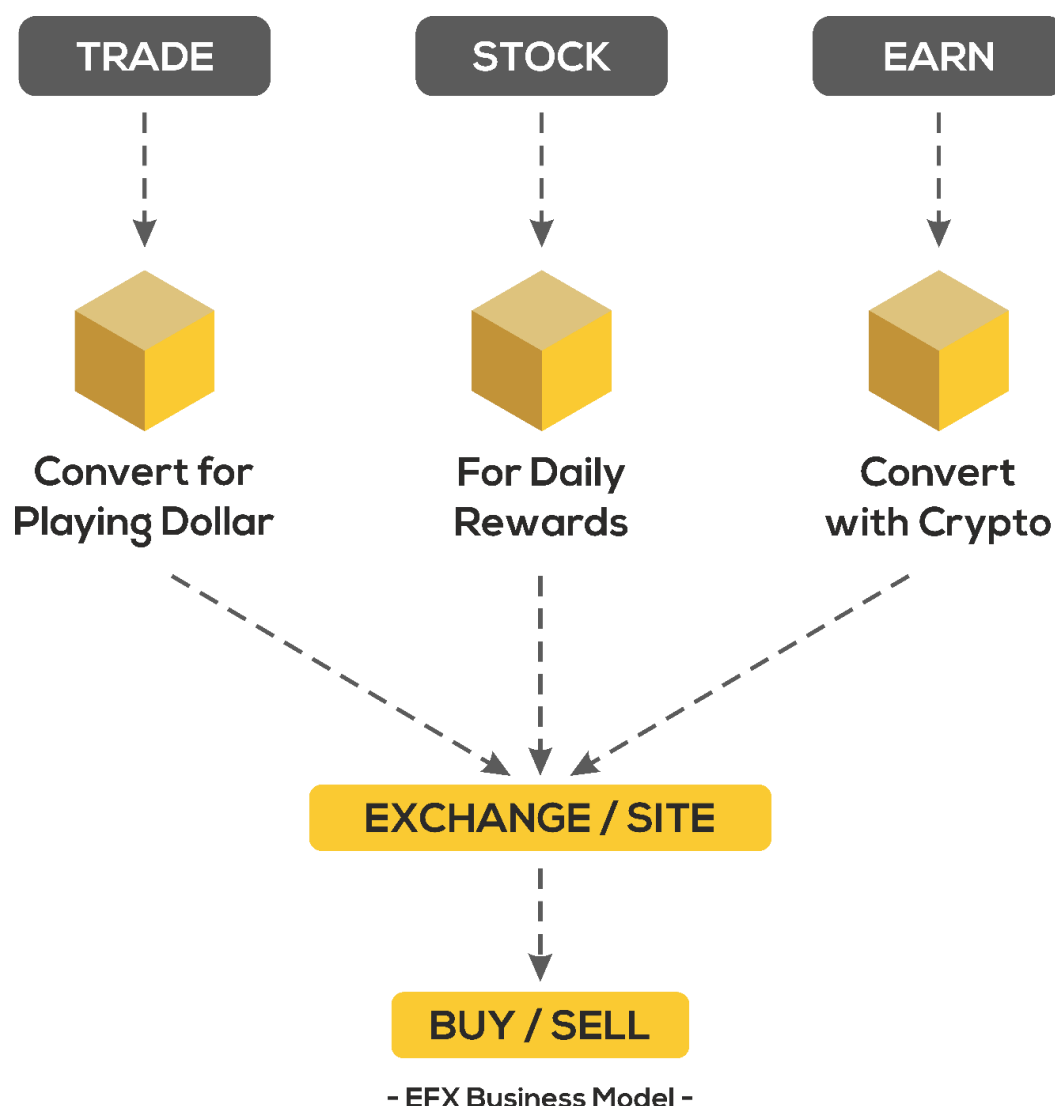 TRADE
STOCK
EARN
Convert for
Playing Dollar
For Daily
Rewards
Convert
with Crypto
EXCHANGE / SITE
BUY / SELL
- EFX Business Model -